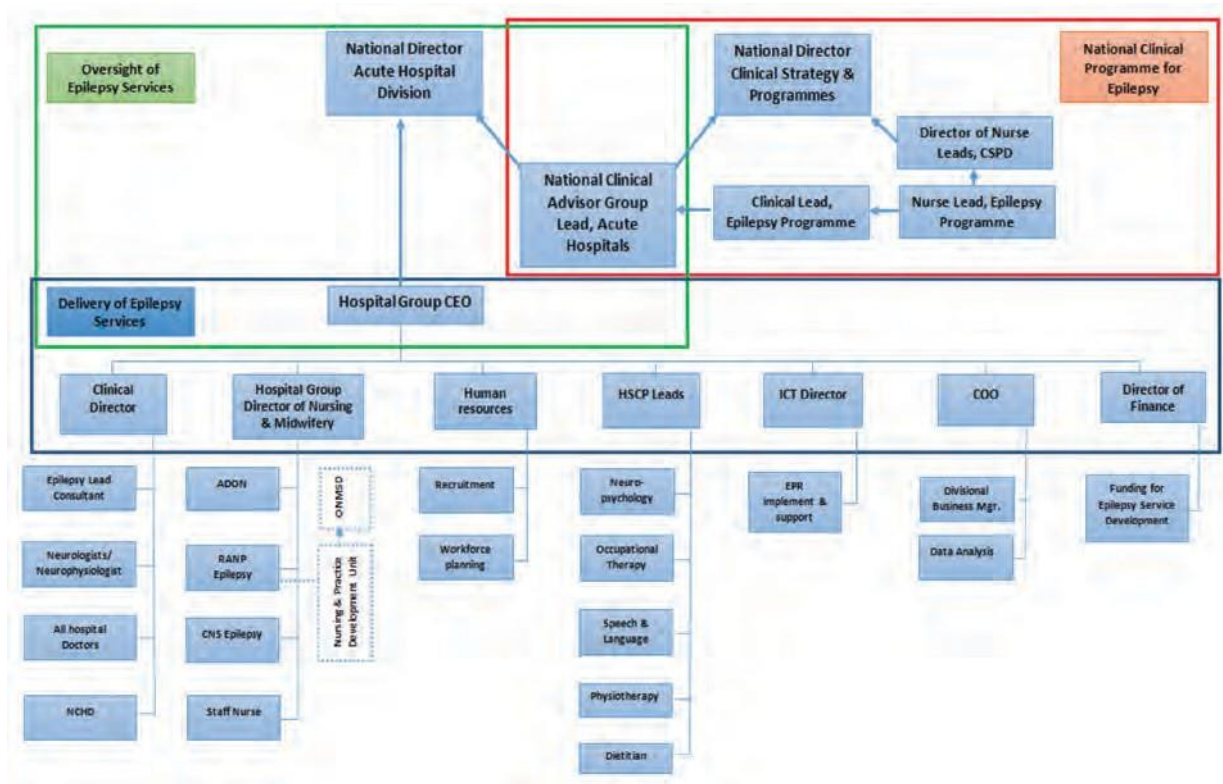 Oversight of
Epilepsy Services
National Director
Acute Hospital
Division
National Director
Clinical Strategy &
Programmes
National Clinical
Programme for
Epilepsy
Director of Nurse
Leads, CSPD
National Clinical
Advisor Group
Lead, Acute
Hospitals
Clinical Lead,
Epilepsy Programme
Nurse Lead, Epilepsy
Programme
Delivery of Epilepsy
Services
Hospital Group CEO
Clinical
Director
Hospital Group
Director of Nursing
& Midwifery
Human
resources
HSCP Leads
ICT Director
COO
Director of
Finance
Epilepsy Lead
Consultant
Neurologists/
Neurophysiologist
All hospital
Doctors
NCHD
ADON
RANP
Epilepsy
CNS Epilepsy
Staff Nurse
ONMSD
Nursing & Practice
Development Unit
Recruitment
Workforce
planning
Neuro-
psychology
Occupational
Therapy
Speech &
Language
Physiotherapy
Dietitian
EPR
implement &
support
Divisional
Business Mgr.
Data Analysis
Funding for
Epilepsy Service
Development